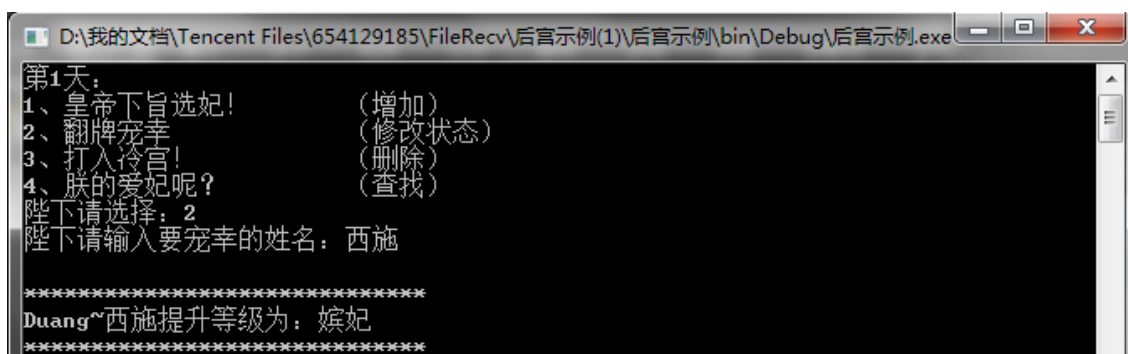 D:\我的文档\Tencent Files\654129185\FileRecv\后宫示例(1)\后宫示例\bin\Debug\后宫示例.exe
第1天:
1、皇帝下旨选妃!　　　　(增加)
2、翻牌宠幸　　　　　　(修改状态)
3、打入冷宫!　　　　　　(删除)
4、朕的爱妃呢?　　　　　(查找)
陛下请选择:2
陛下请输入要宠幸的姓名:西施
******************************
Duang~西施提升等级为:嫔妃
******************************